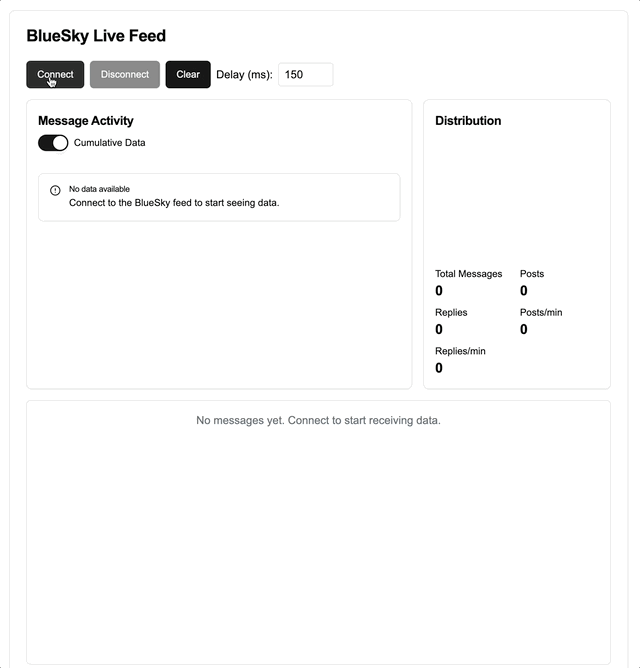 BlueSky Live Feed
Connect Disconnect Clear Delay (ms): 150
Message Activity
Cumulative Data
No data available
Connect to the BlueSky feed to start seeing data.
Distribution
Total Messages Posts
0 0
Replies Posts/min
0 0
Replies/min
0
No messages yet. Connect to start receiving data.